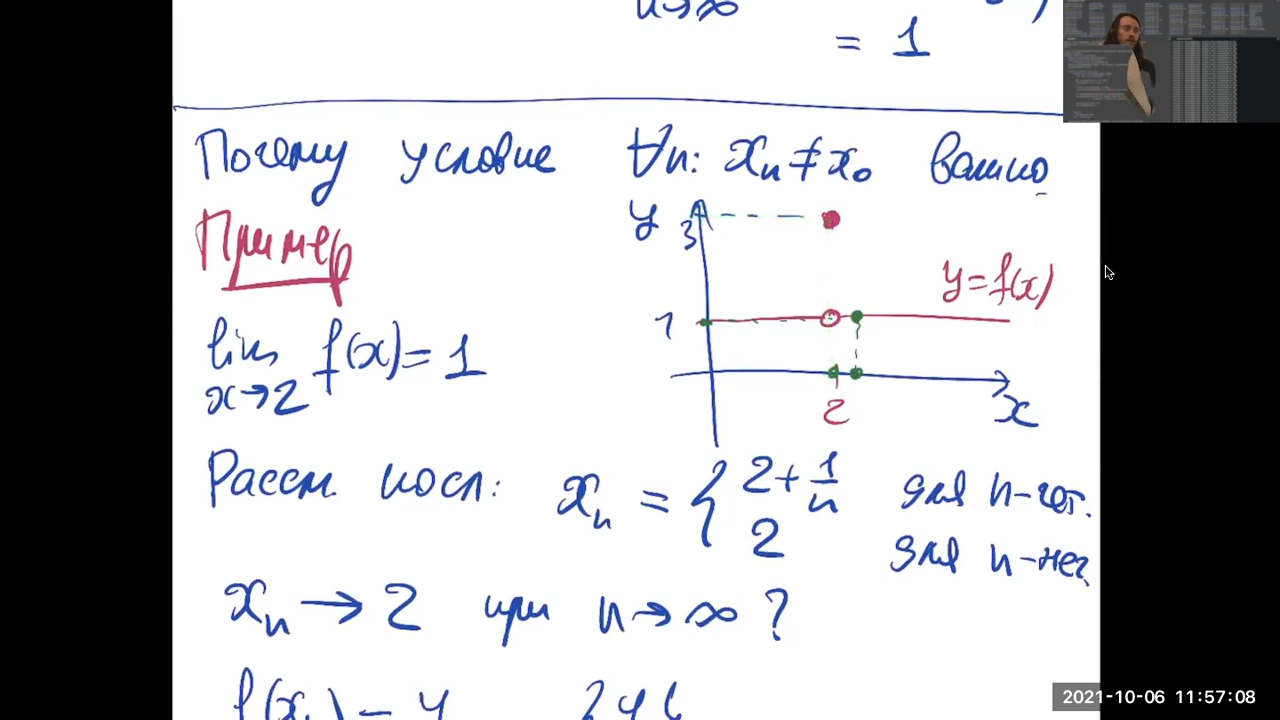 n→∞
= 1
Почему условие ∀n: xₙ ≠ x₀ важно
Пример
y
3
1
y = f(x)
2
x
lim f(x) = 1
x→2
Рассм. посл: xₙ = { 2 + 1/n для n-чёт.
2 для n-неч.
xₙ → 2 при n → ∞ ?
2021-10-06 11:57:08